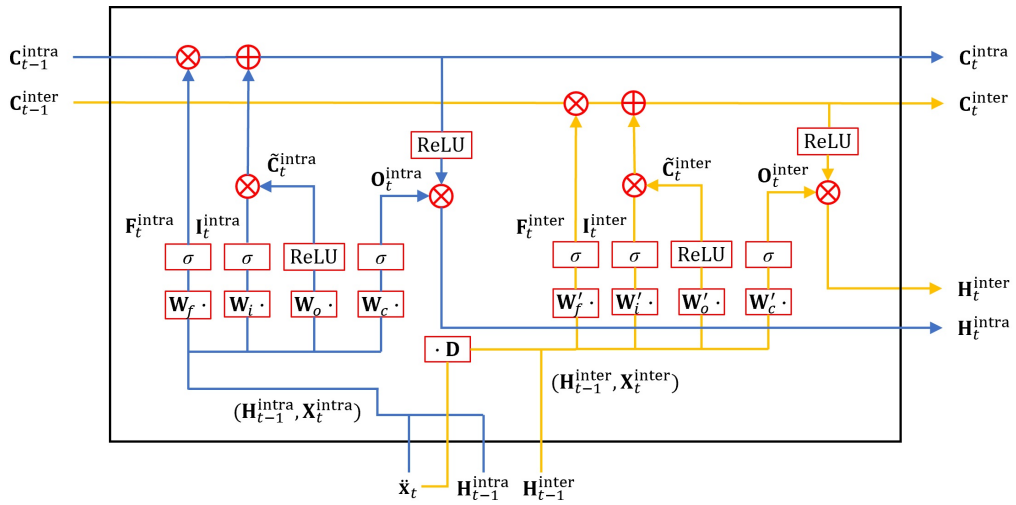 C_{t-1}^{intra}
C_t^{intra}
C_{t-1}^{inter}
C_t^{inter}
ReLU
ReLU
C̃_t^{intra}
O_t^{intra}
C̃_t^{inter}
O_t^{inter}
F_t^{intra} I_t^{intra}
F_t^{inter} I_t^{inter}
σ σ ReLU σ
σ σ ReLU σ
W_f · W_i · W_o · W_c ·
W′_f · W′_i · W′_o · W′_c ·
H_t^{inter}
H_t^{intra}
· D
(H_{t-1}^{intra}, X_t^{intra})
(H_{t-1}^{inter}, X_t^{inter})
ẍ_t H_{t-1}^{intra} H_{t-1}^{inter}